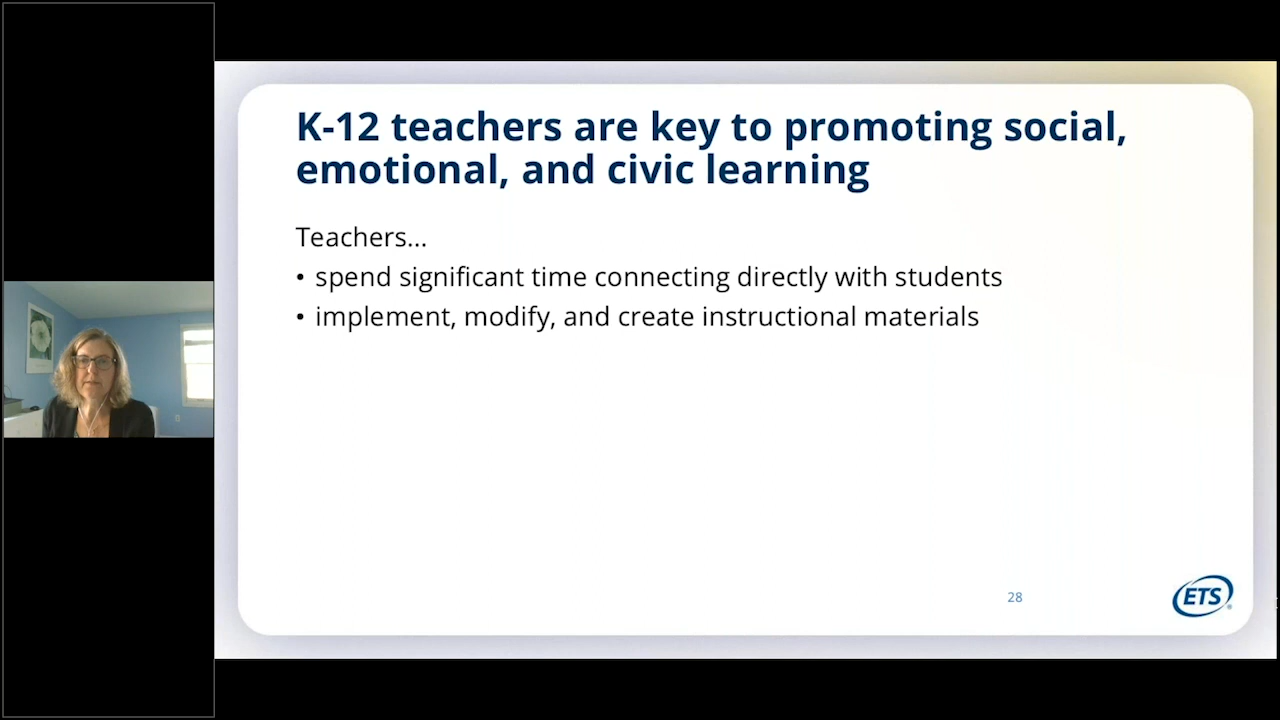 K-12 teachers are key to promoting social,
emotional, and civic learning
Teachers...
• spend significant time connecting directly with students
• implement, modify, and create instructional materials
28
ETS®